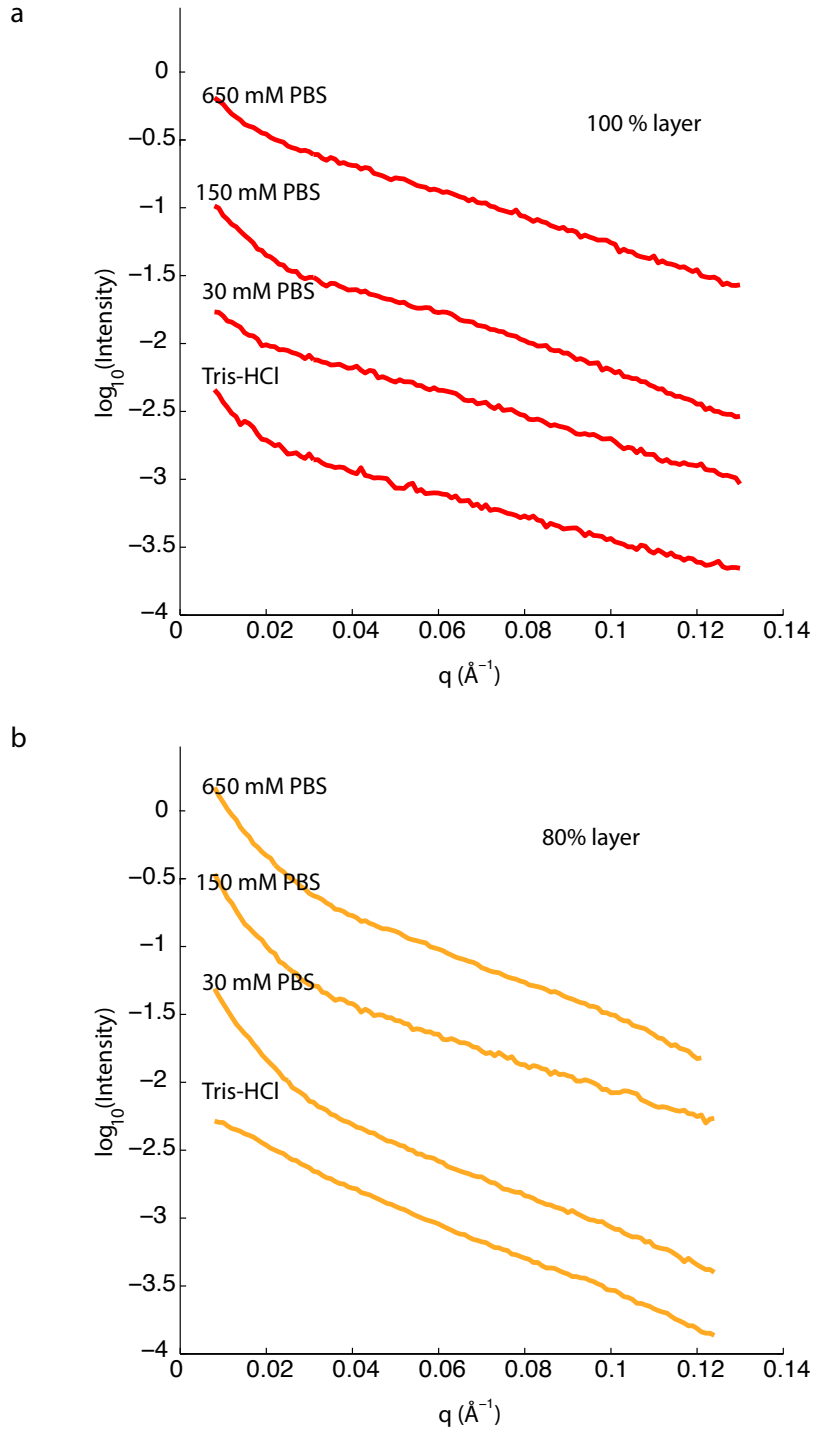 a
0
650 mM PBS
100 % layer
−0.5
150 mM PBS
−1
−1.5
30 mM PBS
−2
Tris-HCl
−2.5
−3
−3.5
−4
log10(Intensity)
0 0.02 0.04 0.06 0.08 0.1 0.12 0.14
q (Å−1)
b
650 mM PBS
0
80% layer
−0.5
150 mM PBS
−1
30 mM PBS
−1.5
−2
Tris-HCl
−2.5
−3
−3.5
−4
log10(Intensity)
0 0.02 0.04 0.06 0.08 0.1 0.12 0.14
q (Å−1)